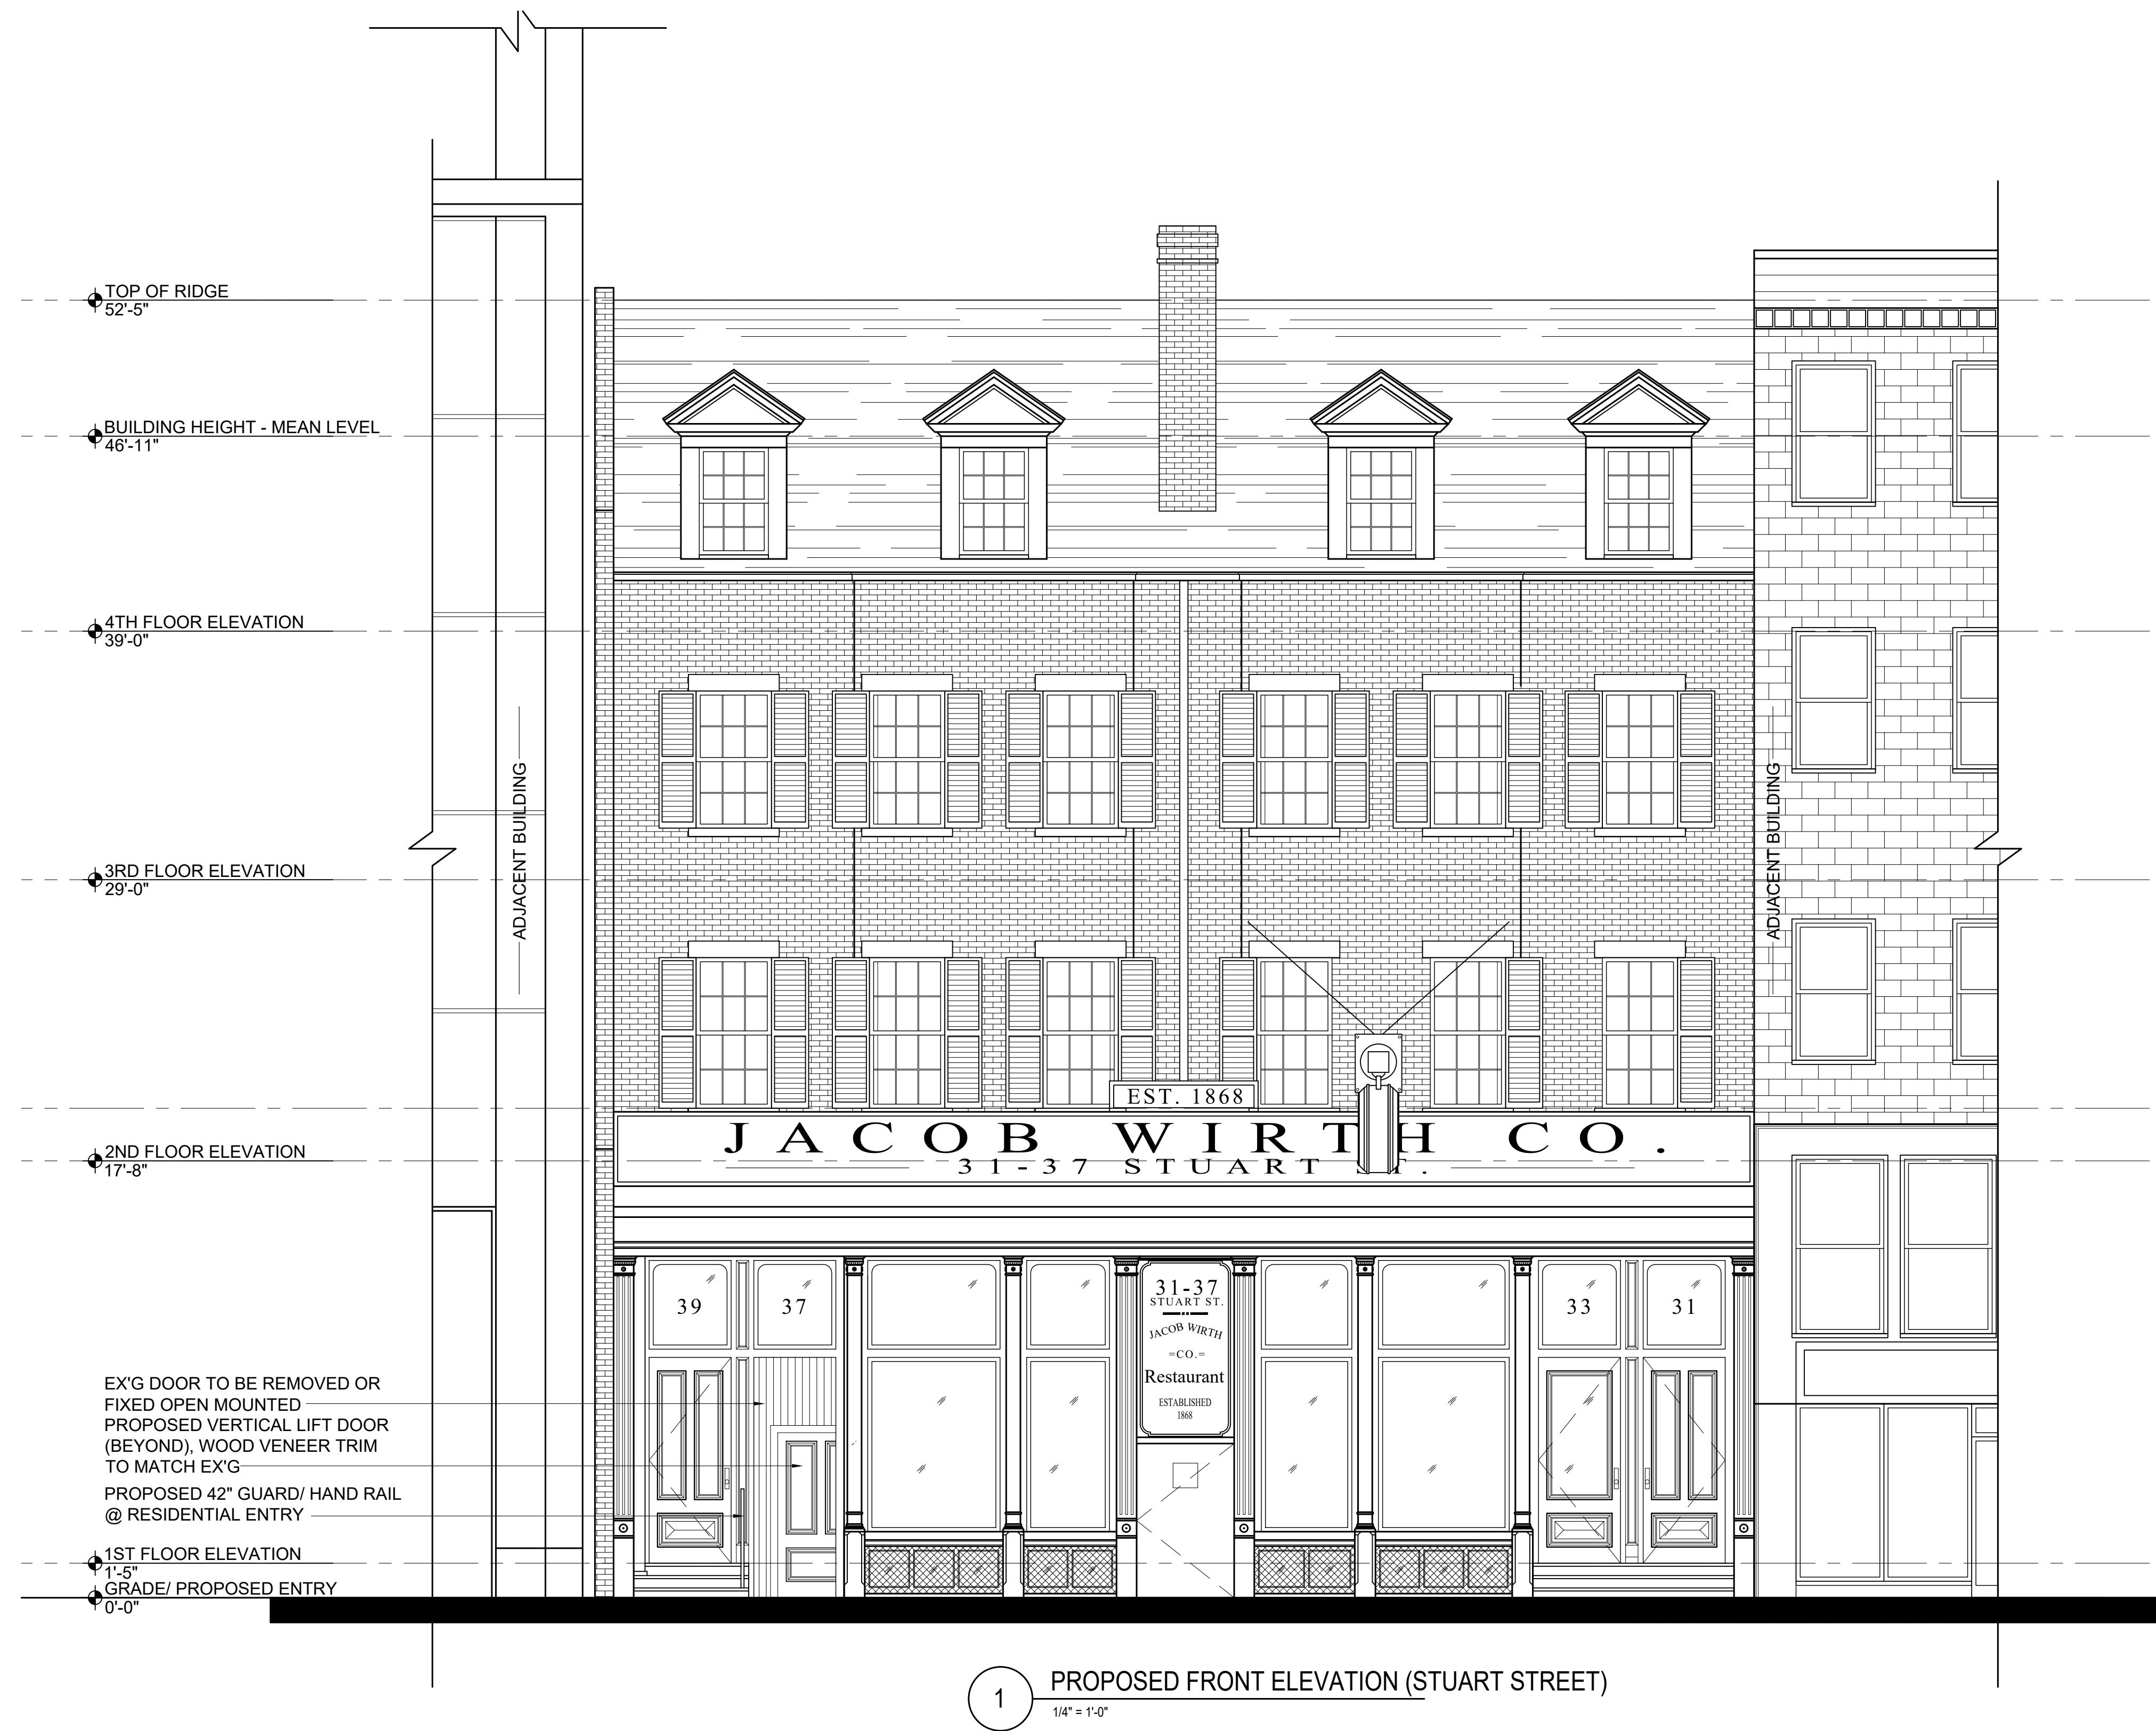 TOP OF RIDGE
52'-5"
BUILDING HEIGHT - MEAN LEVEL
46'-11"
4TH FLOOR ELEVATION
39'-0"
ADJACENT BUILDING
ADJACENT BUILDING
3RD FLOOR ELEVATION
29'-0"
EST. 1868
JACOB WIRTH CO.
31-37 STUART ST.
2ND FLOOR ELEVATION
17'-8"
39
37
31-37
STUART ST.
JACOB WIRTH
=CO.=
Restaurant
ESTABLISHED
1868
33
31
EX'G DOOR TO BE REMOVED OR
FIXED OPEN MOUNTED
PROPOSED VERTICAL LIFT DOOR
(BEYOND), WOOD VENEER TRIM
TO MATCH EX'G
PROPOSED 42" GUARD/ HAND RAIL
@ RESIDENTIAL ENTRY
1ST FLOOR ELEVATION
1'-5"
GRADE/ PROPOSED ENTRY
0'-0"
1
PROPOSED FRONT ELEVATION (STUART STREET)
1/4" = 1'-0"